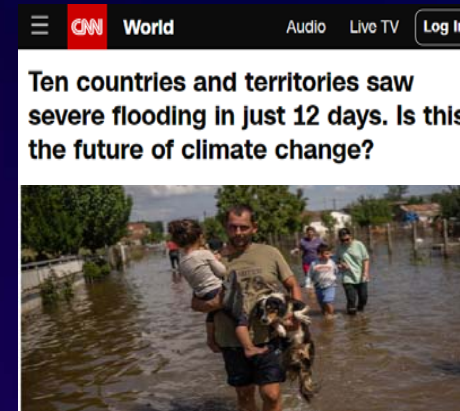 CNN World Audio Live TV Log
Ten countries and territories saw
severe flooding in just 12 days. Is this
the future of climate change?